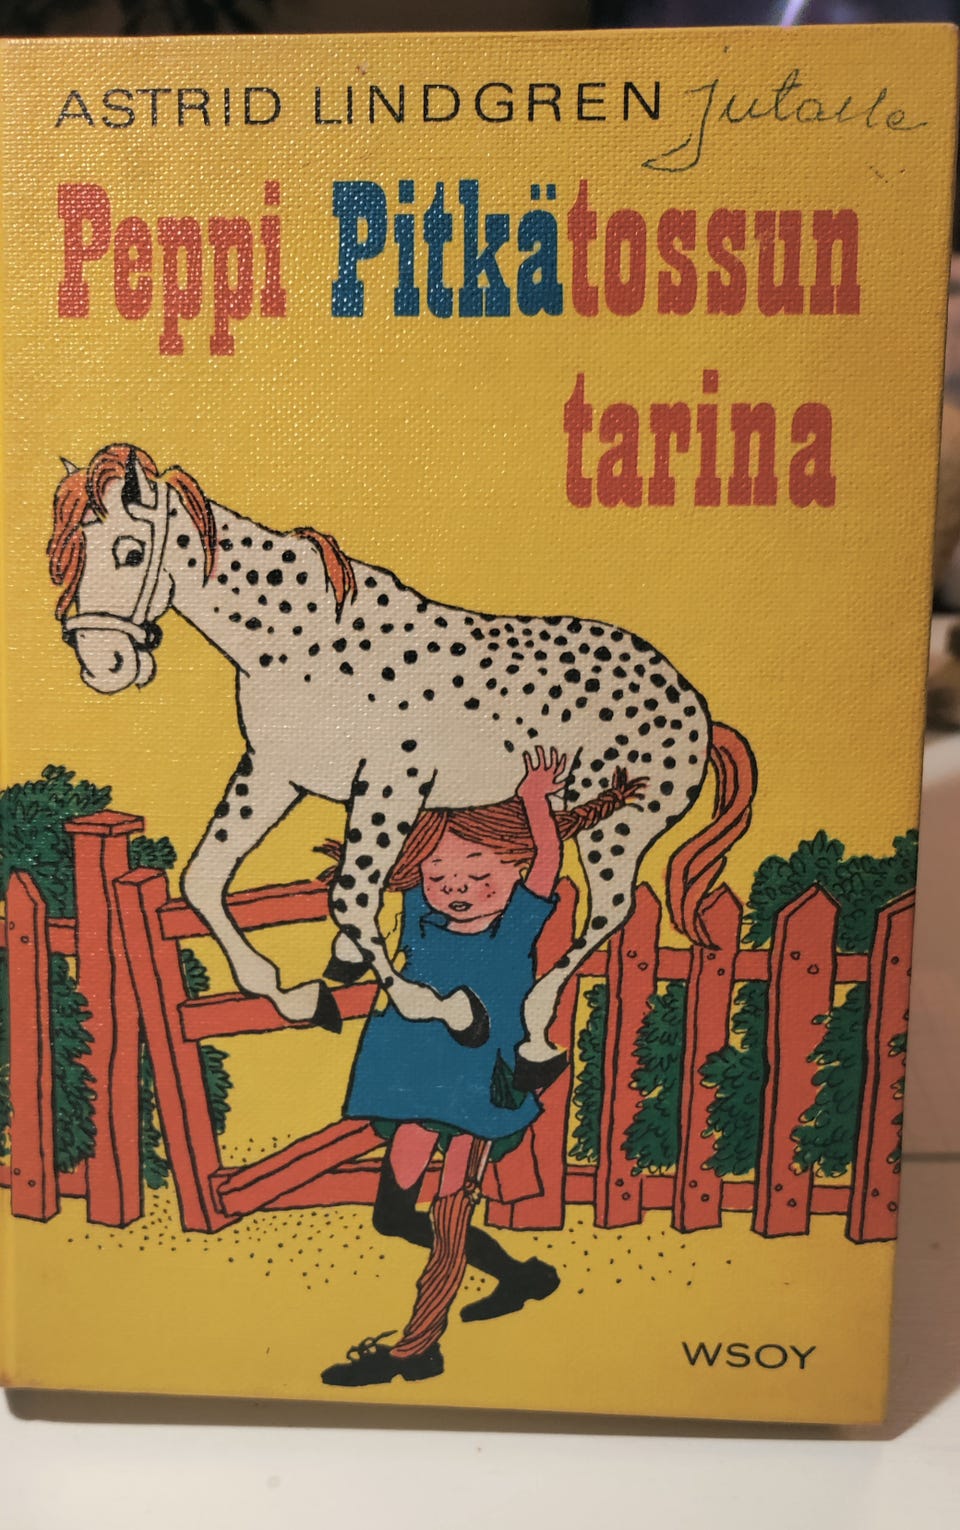 ASTRID LINDGREN Jutalle
Peppi Pitkätossun
tarina
WSOY